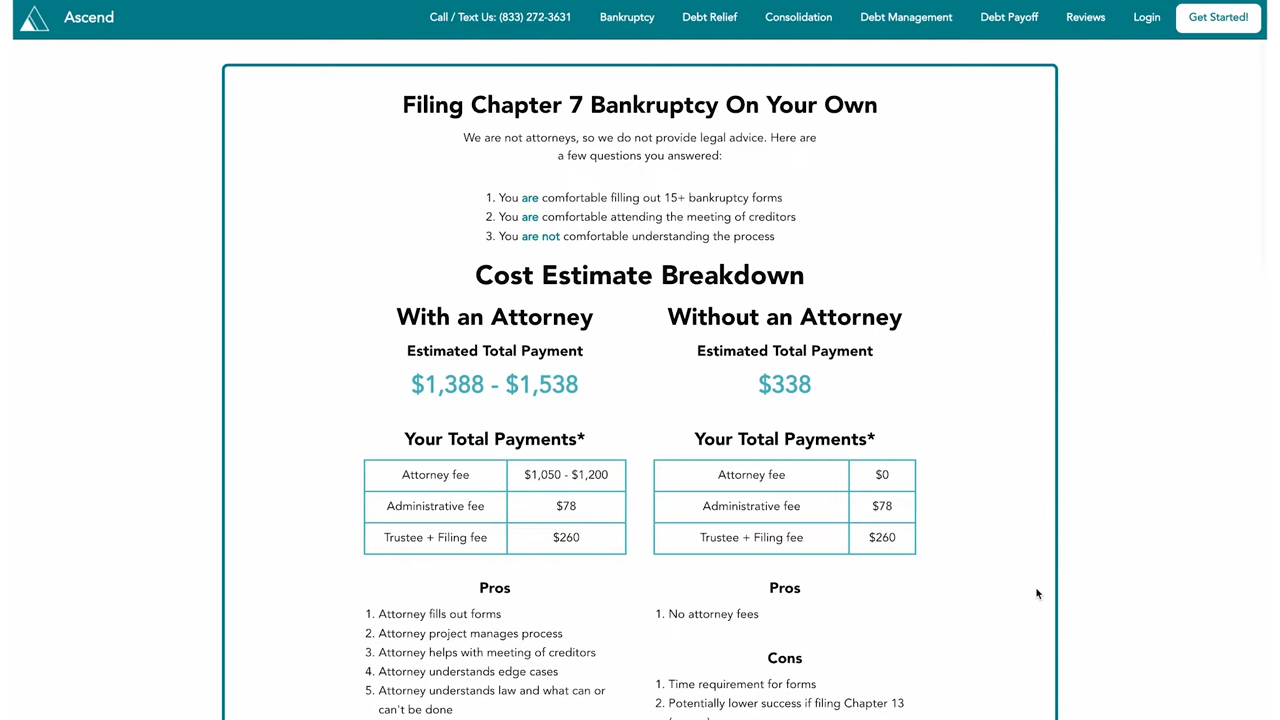 Ascend
Call / Text Us: (833) 272-3631 Bankruptcy Debt Relief Consolidation Debt Management Debt Payoff Reviews Login Get Started!
Filing Chapter 7 Bankruptcy On Your Own
We are not attorneys, so we do not provide legal advice. Here are
a few questions you answered:
1. You are comfortable filling out 15+ bankruptcy forms
2. You are comfortable attending the meeting of creditors
3. You are not comfortable understanding the process
Cost Estimate Breakdown
With an Attorney
Estimated Total Payment
$1,388 - $1,538
Your Total Payments*
Attorney fee $1,050 - $1,200
Administrative fee $78
Trustee + Filing fee $260
Pros
1. Attorney fills out forms
2. Attorney project manages process
3. Attorney helps with meeting of creditors
4. Attorney understands edge cases
5. Attorney understands law and what can or
can't be done
Without an Attorney
Estimated Total Payment
$338
Your Total Payments*
Attorney fee $0
Administrative fee $78
Trustee + Filing fee $260
Pros
1. No attorney fees
Cons
1. Time requirement for forms
2. Potentially lower success if filing Chapter 13